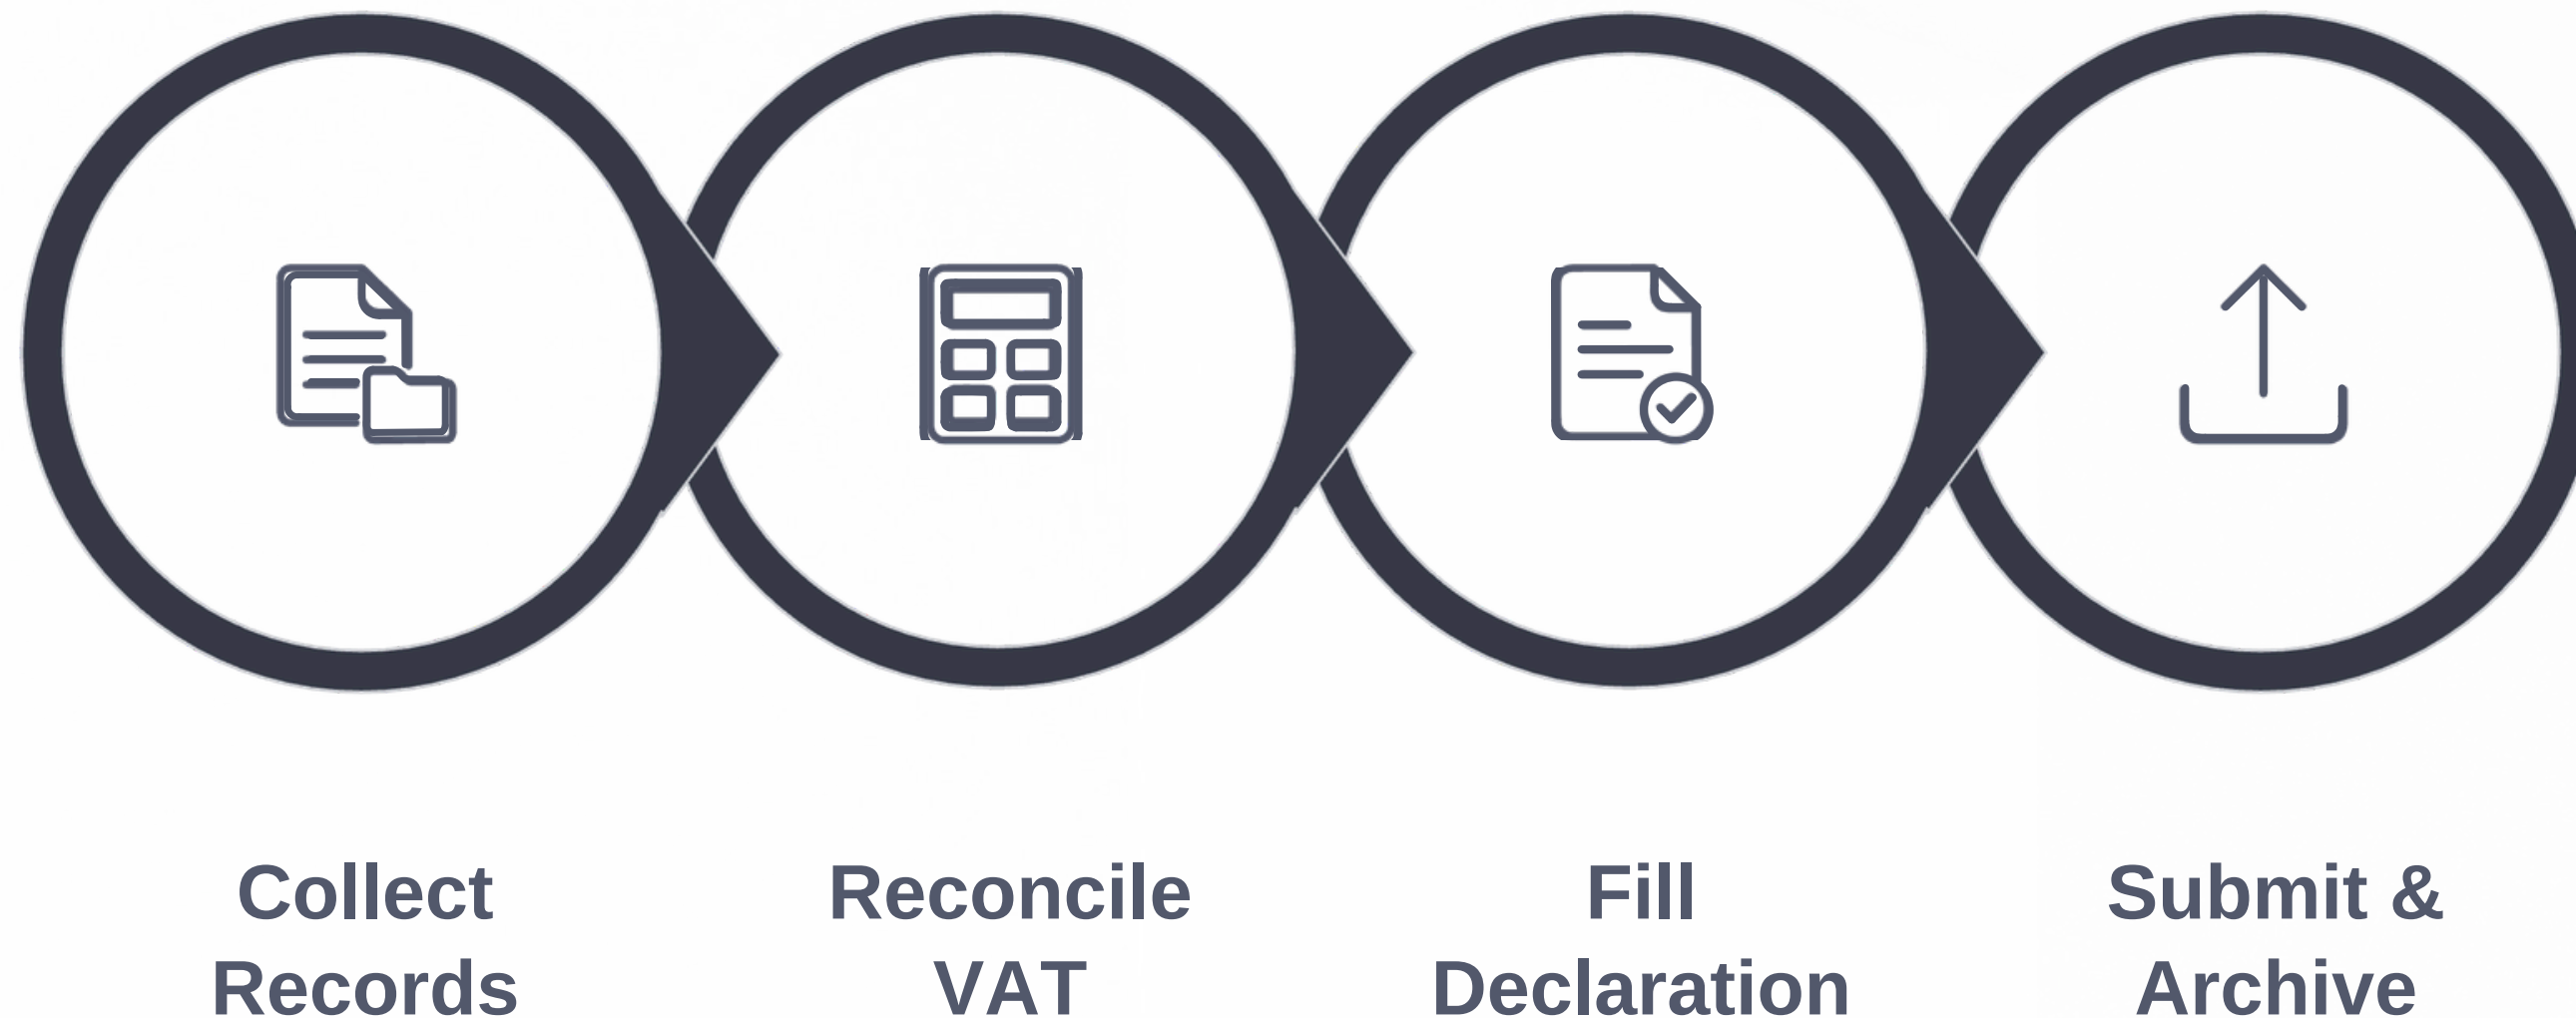 Collect
Records
Reconcile
VAT
Fill
Declaration
Submit &
Archive